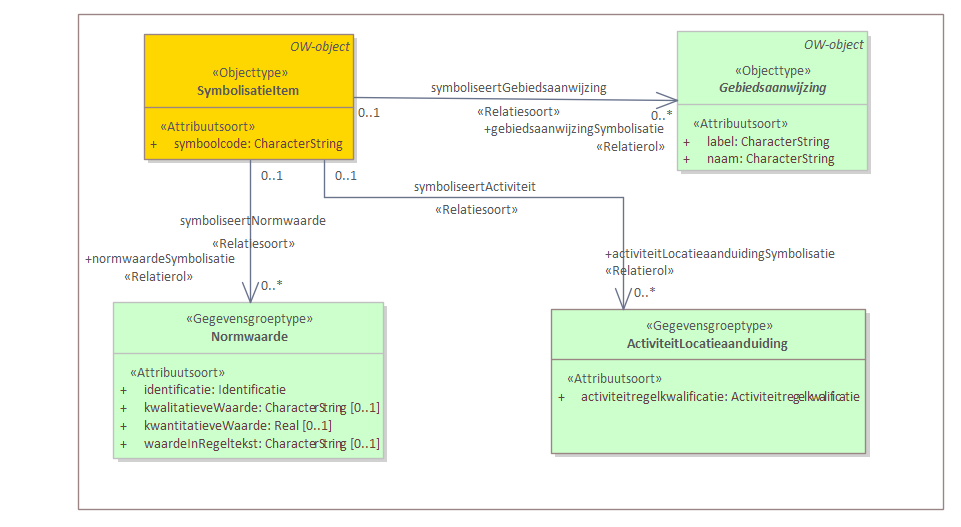 OW-object
«Objecttype»
SymbolisatieItem
«Attribuutsoort»
+ symboolcode: CharacterString
OW-object
«Objecttype»
Gebiedsaanwijzing
«Attribuutsoort»
+ label: CharacterString
+ naam: CharacterString
symboliseertGebiedsaanwijzing
0..1
«Relatiesoort»
0..*
+gebiedsaanwijzingSymbolisatie
«Relatierol»
0..1
0..1
symboliseertActiviteit
«Relatiesoort»
symboliseertNormwaarde
«Relatiesoort»
+normwaardeSymbolisatie
«Relatierol»
0..*
+activiteitLocatieaanduidingSymbolisatie
«Relatierol»
0..*
«Gegevensgroeptype»
Normwaarde
«Attribuutsoort»
+ identificatie: Identificatie
+ kwalitatieveWaarde: CharacterString [0..1]
+ kwantitatieveWaarde: Real [0..1]
+ waardeInRegeltekst: CharacterString [0..1]
«Gegevensgroeptype»
ActiviteitLocatieaanduiding
«Attribuutsoort»
+ activiteitregelkwalificatie: Activiteitregelkwalificatie